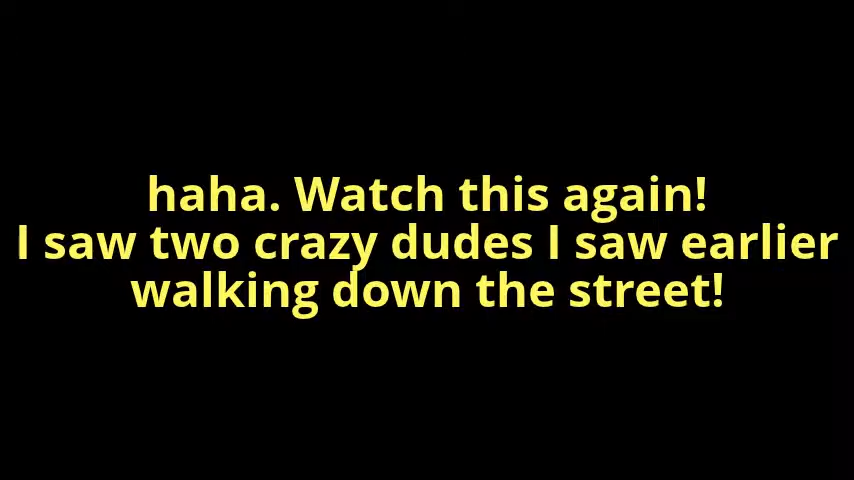 haha. Watch this again!
I saw two crazy dudes I saw earlier
walking down the street!